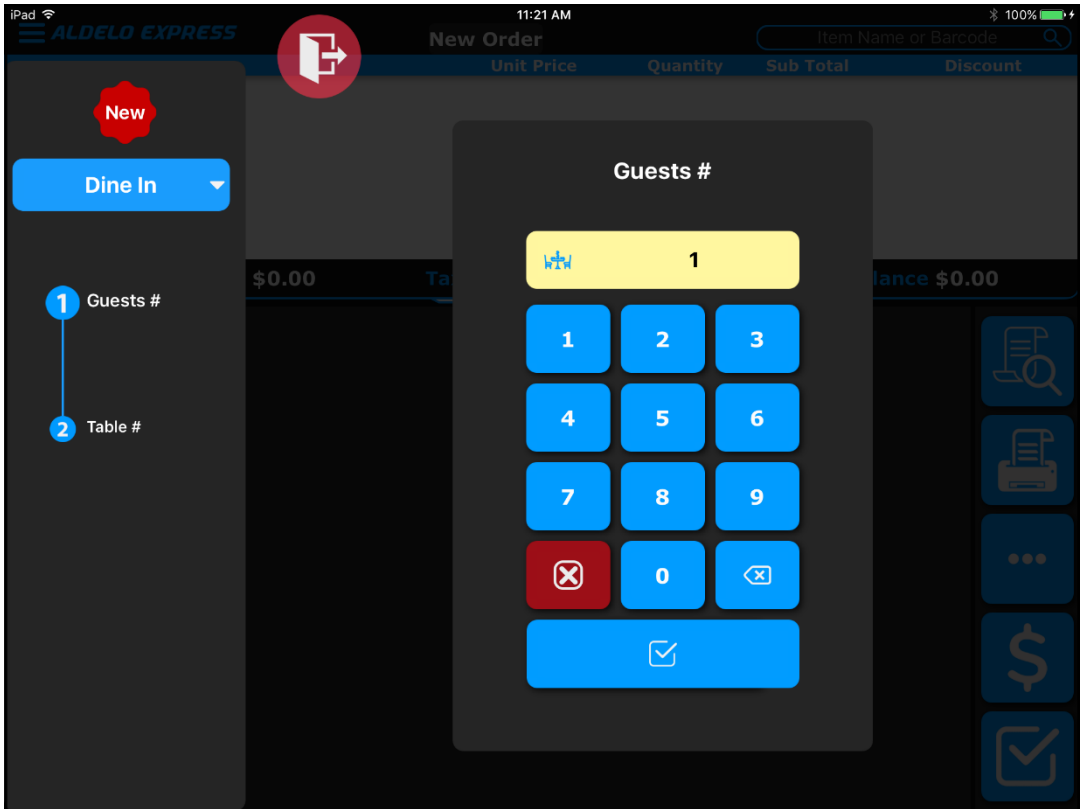 iPad 11:21 AM 100%
ALDELO EXPRESS New Order Item Name or Barcode
Unit Price Quantity Sub Total Discount
New
Dine In
Guests #
1
$0.00 Ta lance $0.00
1 Guests #
2 Table #
1 2 3
4 5 6
7 8 9
0
$